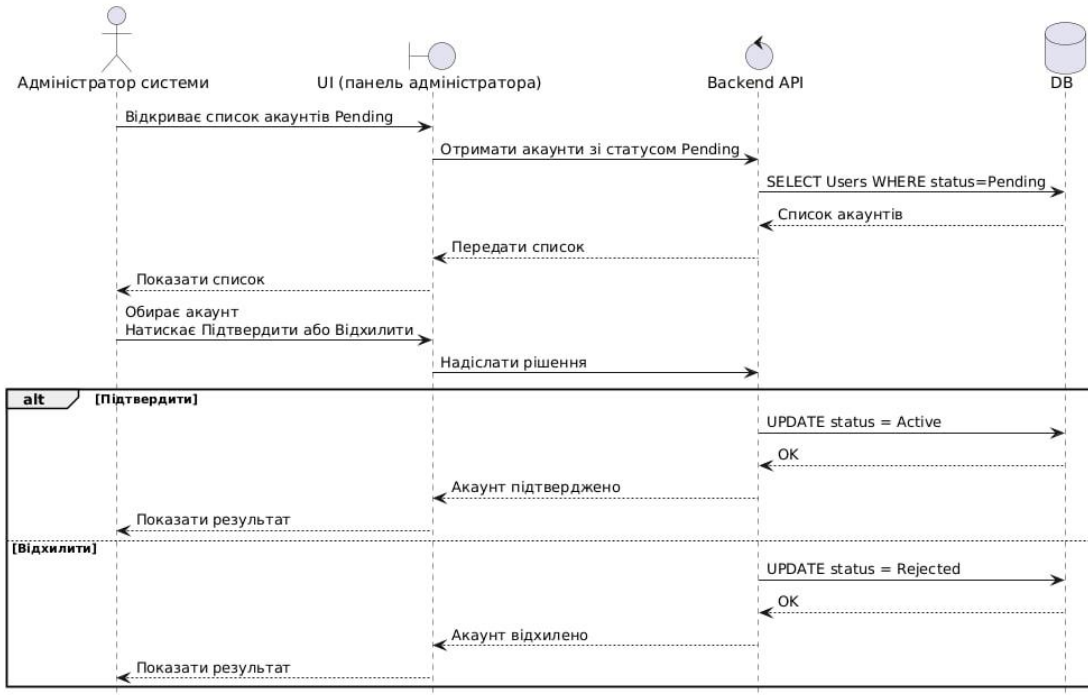 Адміністратор системи
UI (панель адміністратора)
Backend API
DB
Відкриває список акаунтів Pending
Отримати акаунти зі статусом Pending
SELECT Users WHERE status=Pending
Список акаунтів
Передати список
Показати список
Обирає акаунт
Натискає Підтвердити або Відхилити
Надіслати рішення
alt
[Підтвердити]
UPDATE status = Active
OK
Акаунт підтверджено
Показати результат
[Відхилити]
UPDATE status = Rejected
OK
Акаунт відхилено
Показати результат